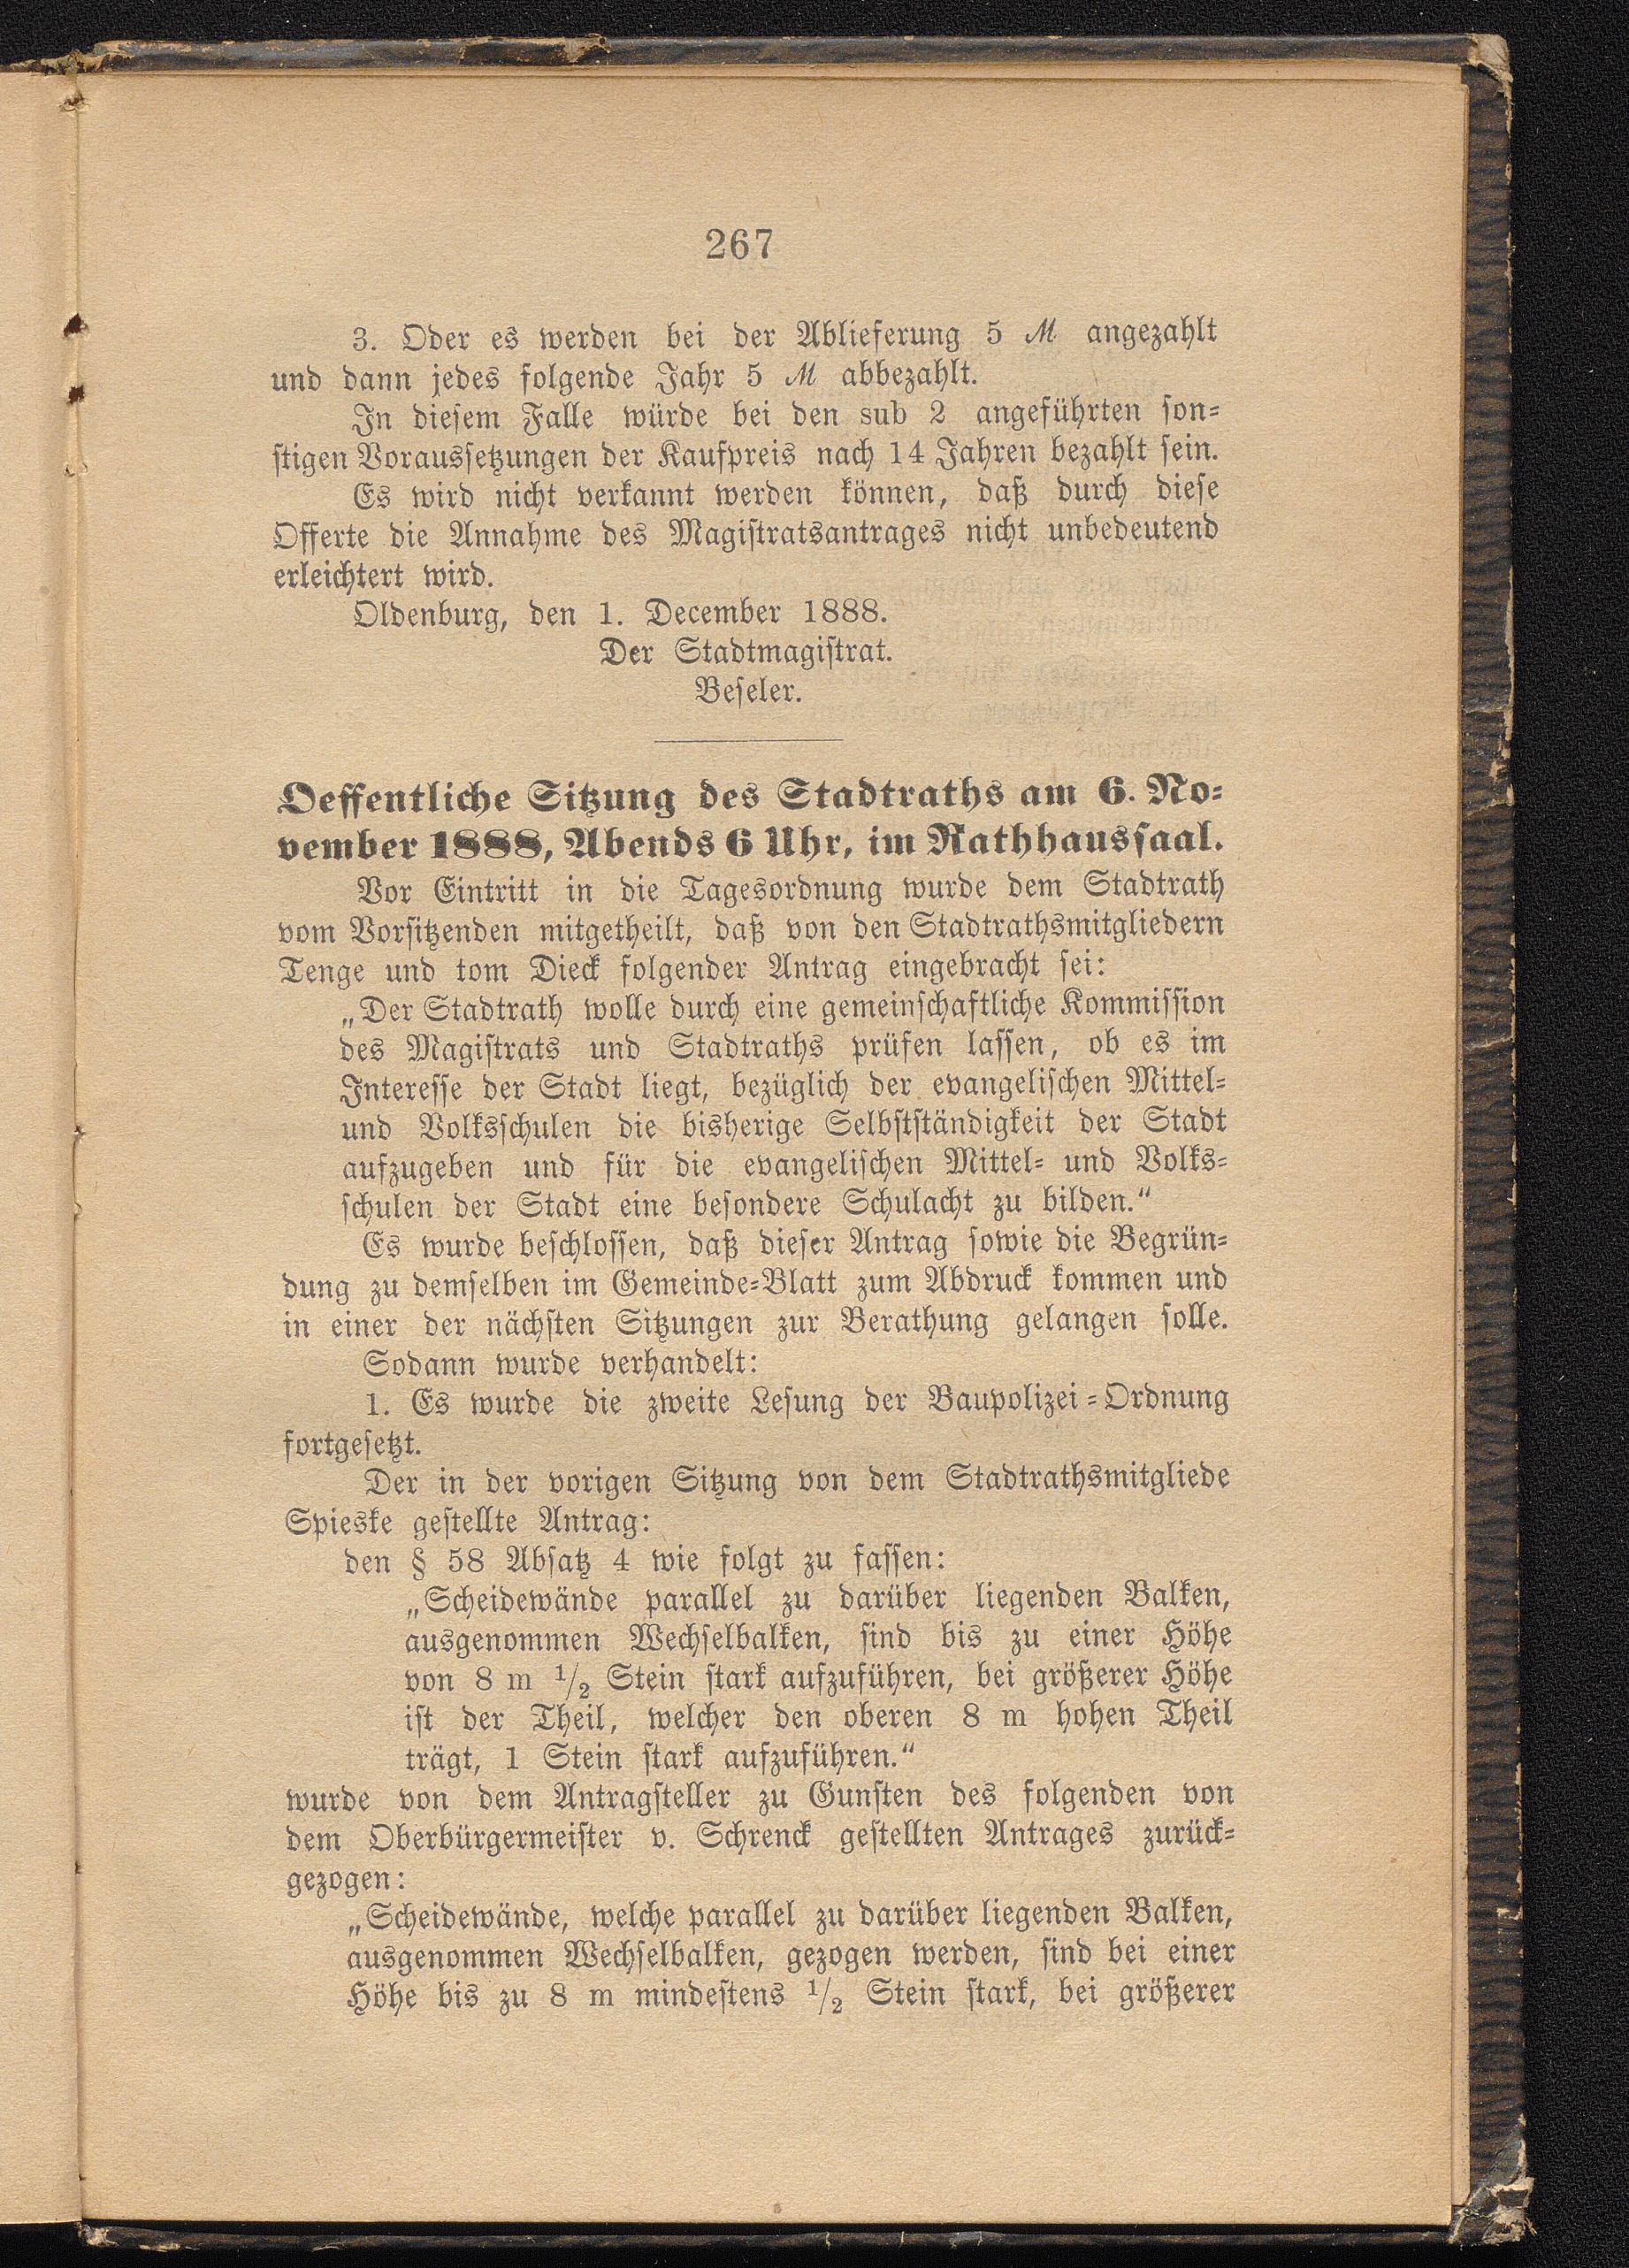 267
3. Oder es werden bei der Ablieferung 5 ℳ angezahlt
und dann jedes folgende Jahr 5 ℳ abbezahlt.
In diesem Falle würde bei den sub 2 angeführten son-
stigen Voraussetzungen der Kaufpreis nach 14 Jahren bezahlt sein.
Es wird nicht verkannt werden können, daß durch diese
Offerte die Annahme des Magistratsantrages nicht unbedeutend
erleichtert wird.
Oldenburg, den 1. December 1888.
Der Stadtmagistrat.
Beseler.
Oeffentliche Sitzung des Stadtraths am 6. No-
vember 1888, Abends 6 Uhr, im Rathhaussaal.
Vor Eintritt in die Tagesordnung wurde dem Stadtrath
vom Vorsitzenden mitgetheilt, daß von den Stadtrathsmitgliedern
Tenge und tom Dieck folgender Antrag eingebracht sei:
„Der Stadtrath wolle durch eine gemeinschaftliche Kommission
des Magistrats und Stadtraths prüfen lassen, ob es im
Interesse der Stadt liegt, bezüglich der evangelischen Mittel-
und Volksschulen die bisherige Selbstständigkeit der Stadt
aufzugeben und für die evangelischen Mittel- und Volks-
schulen der Stadt eine besondere Schulacht zu bilden.“
Es wurde beschlossen, daß dieser Antrag sowie die Begrün-
dung zu demselben im Gemeinde-Blatt zum Abdruck kommen und
in einer der nächsten Sitzungen zur Berathung gelangen solle.
Sodann wurde verhandelt:
1. Es wurde die zweite Lesung der Baupolizei-Ordnung
fortgesetzt.
Der in der vorigen Sitzung von dem Stadtrathsmitgliede
Spieske gestellte Antrag:
den § 58 Absatz 4 wie folgt zu fassen:
„Scheidewände parallel zu darüber liegenden Balken,
ausgenommen Wechselbalken, sind bis zu einer Höhe
von 8 m 1/2 Stein stark aufzuführen, bei größerer Höhe
ist der Theil, welcher den oberen 8 m hohen Theil
trägt, 1 Stein stark aufzuführen.“
wurde von dem Antragsteller zu Gunsten des folgenden von
dem Oberbürgermeister v. Schrenck gestellten Antrages zurück-
gezogen:
„Scheidewände, welche parallel zu darüber liegenden Balken,
ausgenommen Wechselbalken, gezogen werden, sind bei einer
Höhe bis zu 8 m mindestens 1/2 Stein stark, bei größerer